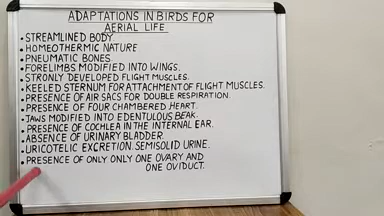 ADAPTATIONS IN BIRDS FOR
AERIAL LIFE
• STREAMLINED BODY.
• HOMEOTHERMIC NATURE
• PNEUMATIC BONES.
• FORELIMBS MODIFIED INTO WINGS.
• STRONLY DEVELOPED FLIGHT MUSCLES.
• KEELED STERNUM FOR ATTACHMENT OF FLIGHT MUSCLES.
• PRESENCE OF AIR SACS FOR DOUBLE RESPIRATION.
• PRESENCE OF FOUR CHAMBERED HEART.
• JAWS MODIFIED INTO EDENTULOUS BEAK.
• PRESENCE OF COCHLEA IN THE INTERNAL EAR.
• ABSENCE OF URINARY BLADDER.
• URICOTELIC EXCRETION. SEMISOLID URINE.
• PRESENCE OF ONLY ONLY ONE OVARY AND
ONE OVIDUCT.